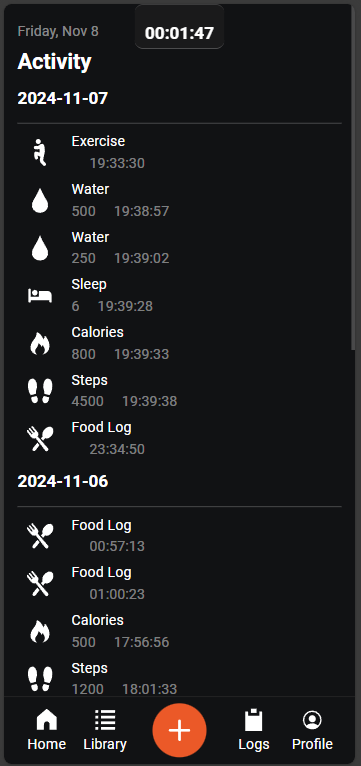 Friday, Nov 8
00:01:47
Activity
2024-11-07
Exercise
19:33:30
Water
500 19:38:57
Water
250 19:39:02
Sleep
6 19:39:28
Calories
800 19:39:33
Steps
4500 19:39:38
Food Log
23:34:50
2024-11-06
Food Log
00:57:13
Food Log
01:00:23
Calories
500 17:56:56
Steps
1200 18:01:33
Home Library Logs Profile